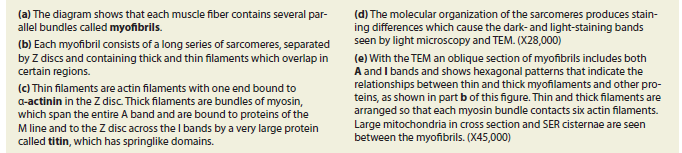 (a) The diagram shows that each muscle fiber contains several par-
allel bundles called myofibrils.
(b) Each myofibril consists of a long series of sarcomeres, separated
by Z discs and containing thick and thin filaments which overlap in
certain regions.
(c) Thin filaments are actin filaments with one end bound to
α-actinin in the Z disc. Thick filaments are bundles of myosin,
which span the entire A band and are bound to proteins of the
M line and to the Z disc across the I bands by a very large protein
called titin, which has springlike domains.
(d) The molecular organization of the sarcomeres produces stain-
ing differences which cause the dark- and light-staining bands
seen by light microscopy and TEM. (X28,000)
(e) With the TEM an oblique section of myofibrils includes both
A and I bands and shows hexagonal patterns that indicate the
relationships between thin and thick myofilaments and other pro-
teins, as shown in part b of this figure. Thin and thick filaments are
arranged so that each myosin bundle contacts six actin filaments.
Large mitochondria in cross section and SER cisternae are seen
between the myofibrils. (X45,000)